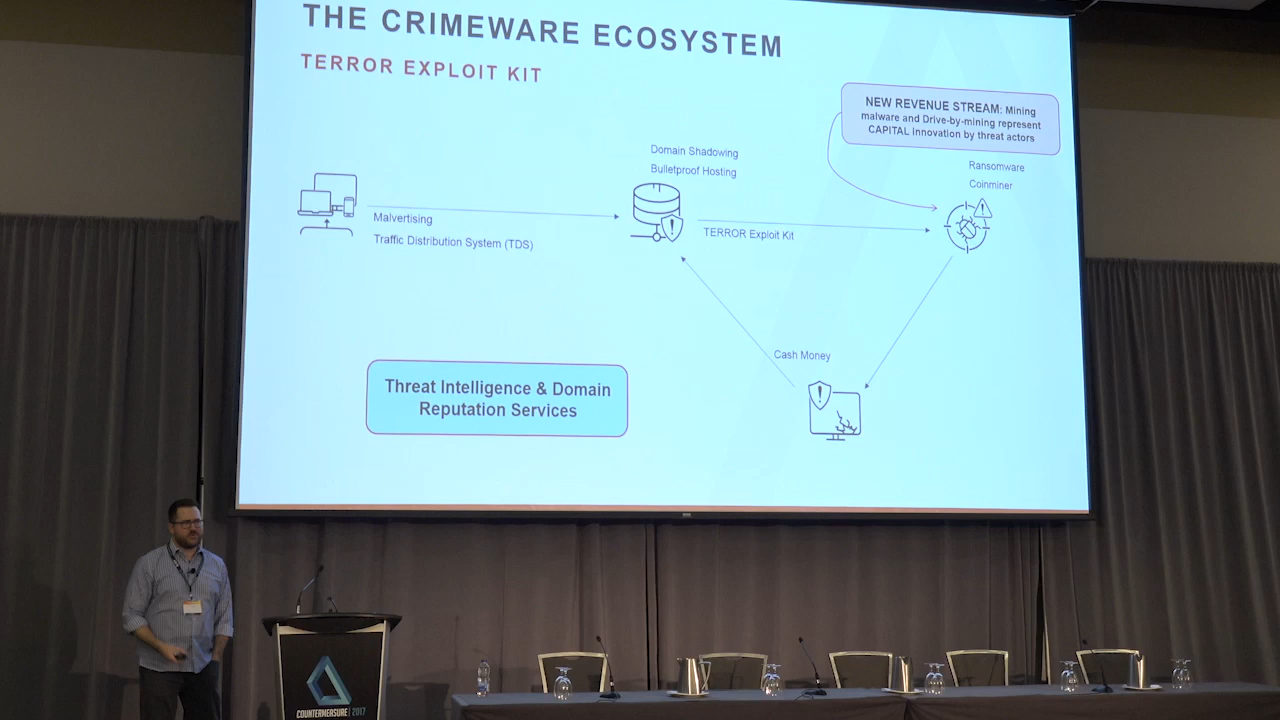 THE CRIMEWARE ECOSYSTEM
TERROR EXPLOIT KIT
NEW REVENUE STREAM: Mining
malware and Drive-by-mining represent
CAPITAL innovation by threat actors
Domain Shadowing
Bulletproof Hosting
Ransomware
Coinminer
Malvertising
Traffic Distribution System (TDS)
TERROR Exploit Kit
Cash Money
Threat Intelligence & Domain
Reputation Services
COUNTERMEASURE | 2017